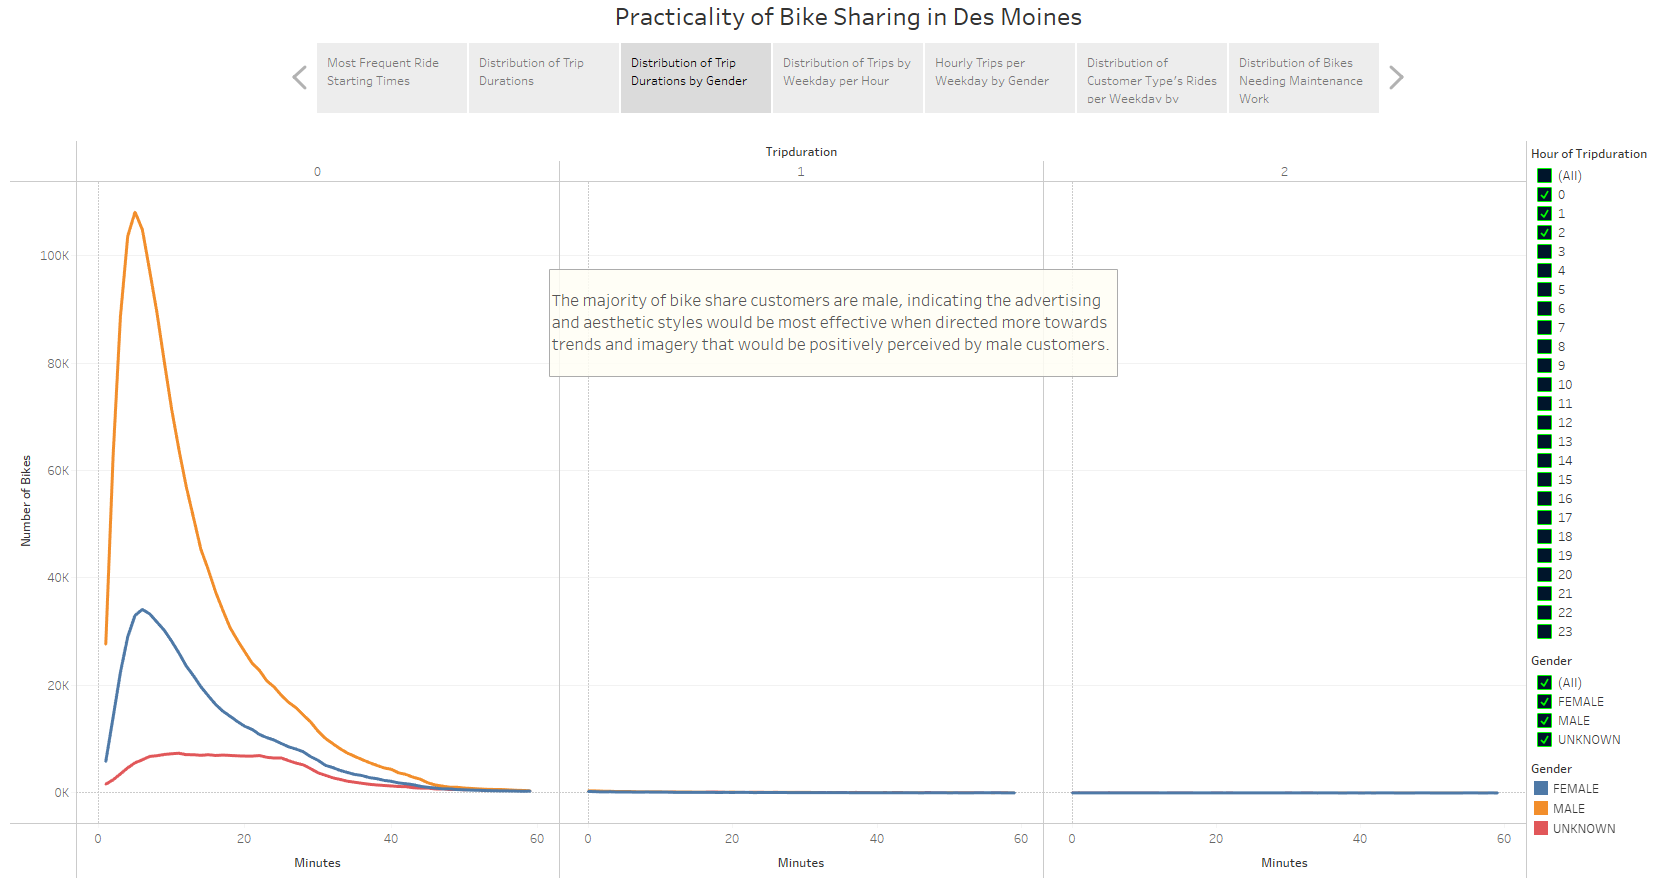 Practicality of Bike Sharing in Des Moines
Most Frequent Ride
Starting Times
Distribution of Trip
Durations
Distribution of Trip
Durations by Gender
Distribution of Trips by
Weekday per Hour
Hourly Trips per
Weekday by Gender
Distribution of
Customer Type's Rides
per Weekday by
Distribution of Bikes
Needing Maintenance
Work
Tripduration
0
1
2
The majority of bike share customers are male, indicating the advertising
and aesthetic styles would be most effective when directed more towards
trends and imagery that would be positively perceived by male customers.
Number of Bikes
100K
80K
60K
40K
20K
0K
0
20
40
60
0
20
40
60
0
20
40
60
Minutes
Minutes
Minutes
Hour of Tripduration
(All)
0
1
2
3
4
5
6
7
8
9
10
11
12
13
14
15
16
17
18
19
20
21
22
23
Gender
(All)
FEMALE
MALE
UNKNOWN
Gender
FEMALE
MALE
UNKNOWN